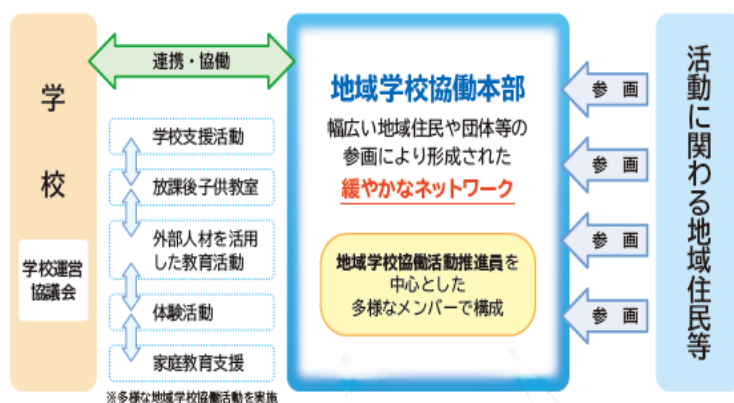 学
校
学校運営
協議会
連携・協働
学校支援活動
放課後子供教室
外部人材を活用
した教育活動
体験活動
家庭教育支援
※多様な地域学校協働活動を実施
地域学校協働本部
幅広い地域住民や団体等の
参画により形成された
緩やかなネットワーク
地域学校協働活動推進員を
中心とした
多様なメンバーで構成
参 画
参 画
参 画
参 画
活動に関わる地域住民等